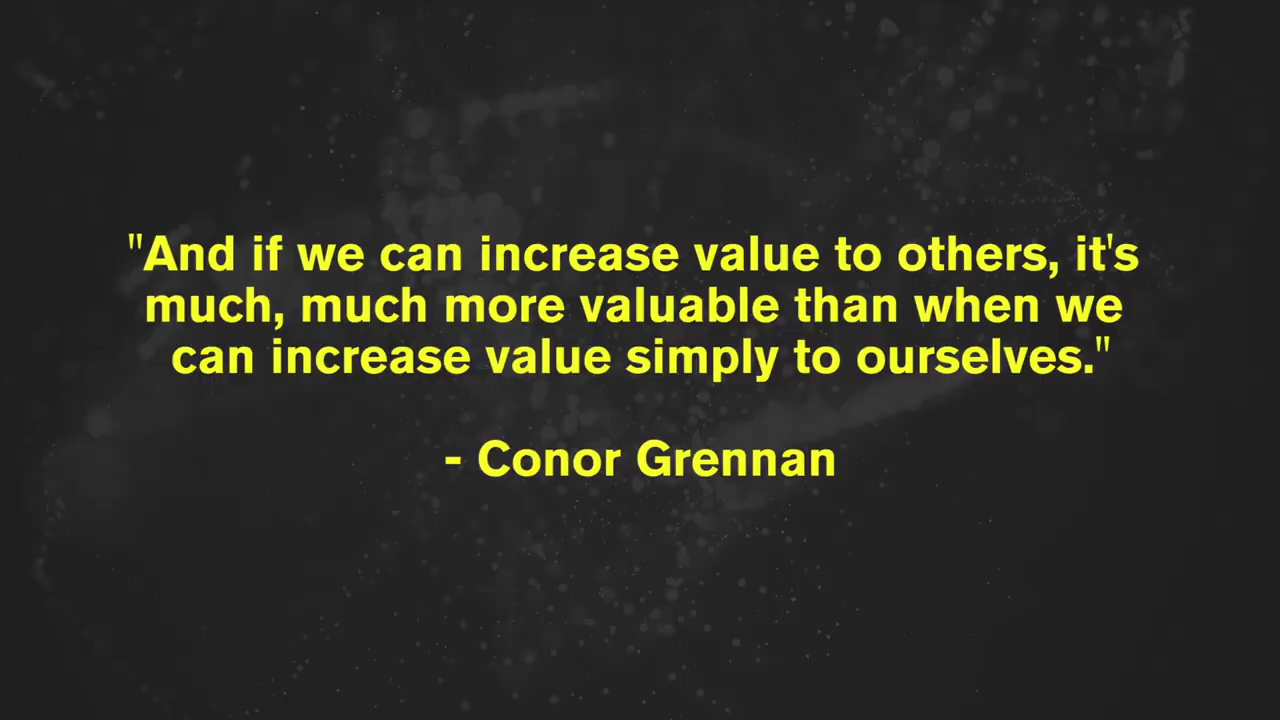 "And if we can increase value to others, it's
much, much more valuable than when we
can increase value simply to ourselves."
- Conor Grennan